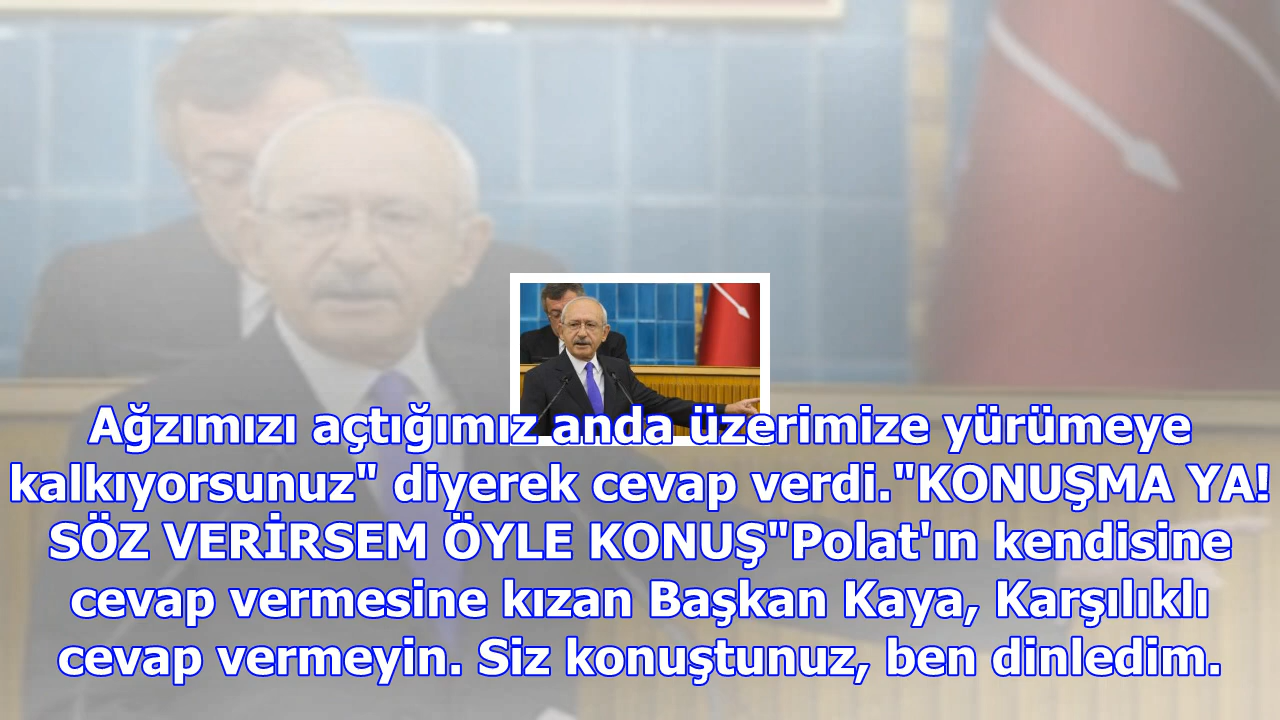 Ağzımızı açtığımız anda üzerimize yürümeye
kalkıyorsunuz" diyerek cevap verdi."KONUŞMA YA!
SÖZ VERİRSEM ÖYLE KONUŞ"Polat'ın kendisine
cevap vermesine kızan Başkan Kaya, Karşılıklı
cevap vermeyin. Siz konuştunuz, ben dinledim.